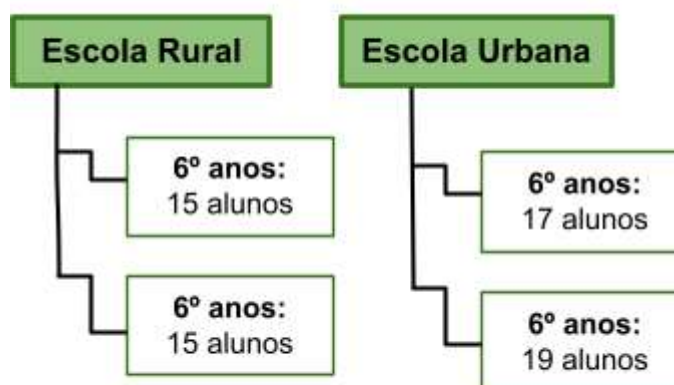 Escola Rural
6º anos:
15 alunos
6º anos:
15 alunos
Escola Urbana
6º anos:
17 alunos
6º anos:
19 alunos